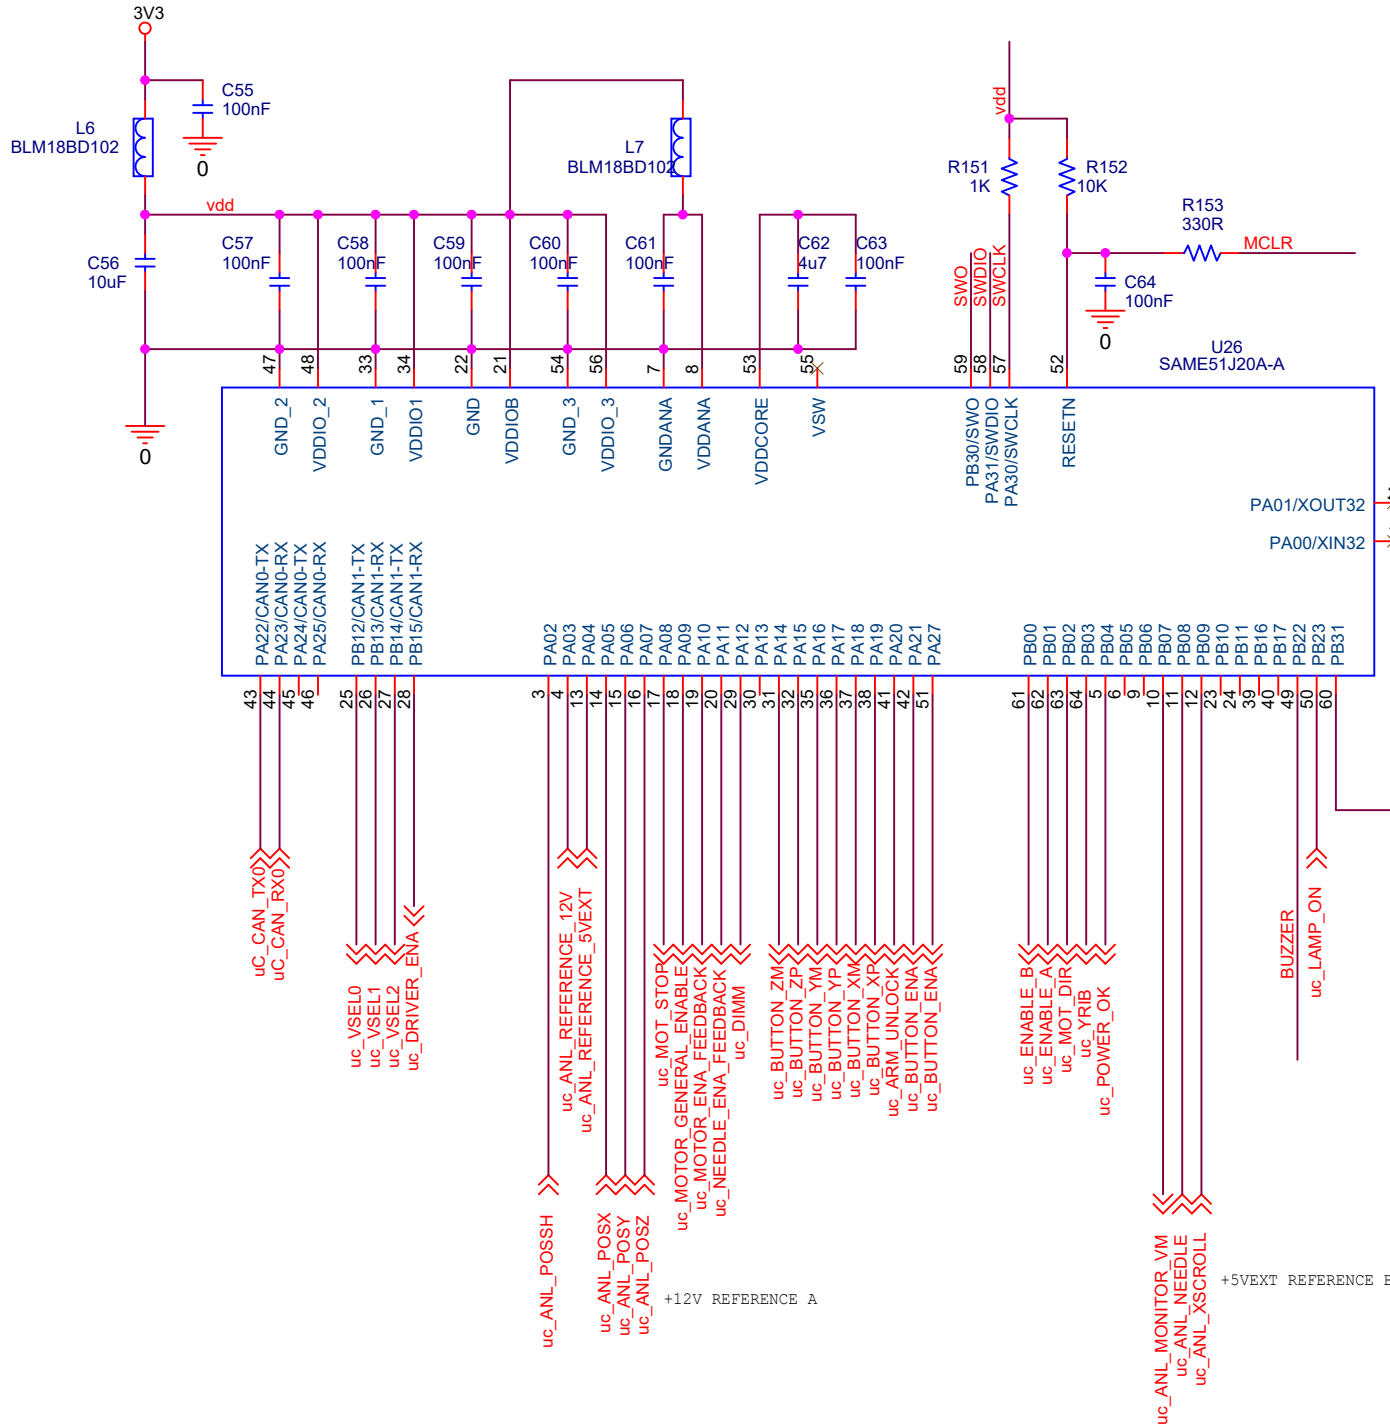 3V3
C55
100nF
L6
BLM18BD102
L7
BLM18BD102
vdd
vdd
R151
1K
R152
10K
R153
330R
MCLR
C56
10uF
C57
100nF
C58
100nF
C59
100nF
C60
100nF
C61
100nF
C62
4u7
C63
100nF
C64
100nF
SWO
SWDIO
SWCLK
0
0
0
U26
SAME51J20A-A
47
48
33
34
22
21
54
56
7
8
53
55
59
58
57
52
GND_2
VDDIO_2
GND_1
VDDIO1
GND
VDDIOB
GND_3
VDDIO_3
GNDANA
VDDANA
VDDCORE
VSW
PB30/SWO
PA31/SWDIO
PA30/SWCLK
RESETN
PA01/XOUT32
PA00/XIN32
PA22/CAN0-TX
PA23/CAN0-RX
PA24/CAN0-TX
PA25/CAN0-RX
PB12/CAN1-TX
PB13/CAN1-RX
PB14/CAN1-TX
PB15/CAN1-RX
PA02
PA03
PA04
PA05
PA06
PA07
PA08
PA09
PA10
PA11
PA12
PA13
PA14
PA15
PA16
PA17
PA18
PA19
PA20
PA21
PA27
PB00
PB01
PB02
PB03
PB04
PB05
PB06
PB07
PB08
PB09
PB10
PB11
PB16
PB17
PB22
PB23
PB31
43
44
45
46
25
26
27
28
3
4
13
14
15
16
17
18
19
20
29
30
31
32
35
36
37
38
41
42
51
61
62
63
64
5
6
9
10
11
12
23
24
39
40
49
50
60
uC_CAN_TX0
uC_CAN_RX0
uc_VSEL0
uc_VSEL1
uc_VSEL2
uc_DRIVER_ENA
uc_ANL_POSSH
uc_ANL_REFERENCE_12V
uc_ANL_REFERENCE_5VEXT
uc_ANL_POSX
uc_ANL_POSY
uc_ANL_POSZ
uc_MOT_STOP
uc_MOTOR_GENERAL_ENABLE
uc_MOTOR_ENA_FEEDBACK
uc_NEEDLE_ENA_FEEDBACK
uc_DIMM
uc_BUTTON_ZM
uc_BUTTON_ZP
uc_BUTTON_YM
uc_BUTTON_YP
uc_BUTTON_XM
uc_BUTTON_XP
uc_ARM_UNLOCK
uc_BUTTON_ENA
uc_BUTTON_ENA
uc_ENABLE_B
uc_ENABLE_A
uc_MOT_DIR
uc_YRIB
uc_POWER_OK
uc_ANL_MONITOR_VM
uc_ANL_NEEDLE
uc_ANL_XSCROLL
BUZZER
uc_LAMP_ON
+12V REFERENCE A
+5VEXT REFERENCE